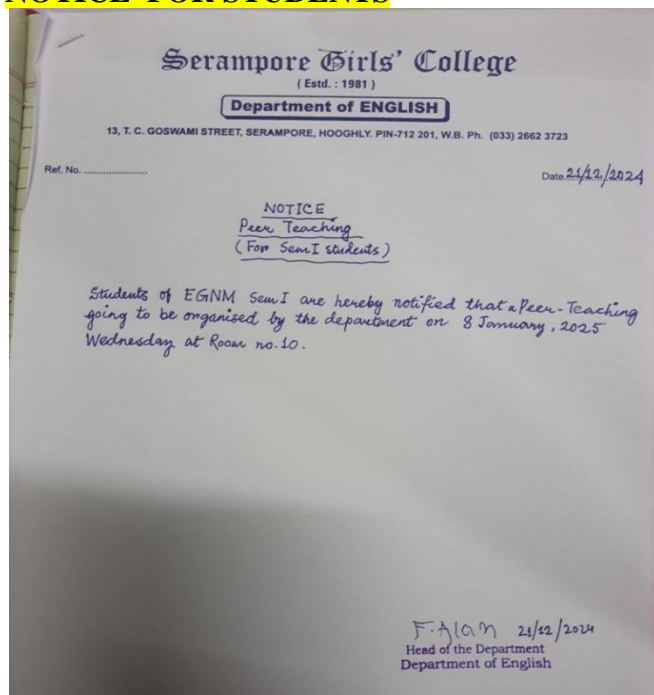 NOTICE FOR STUDENTS
Serampore Girls' College
( Estd. : 1981 )
Department of ENGLISH
13, T. C. GOSWAMI STREET, SERAMPORE, HOOGHLY. PIN-712 201, W.B. Ph. (033) 2662 3723
Ref. No. ......................
Date 21/12/2024
NOTICE
Peer Teaching
(For Sem I students)
Students of EGNM Sem I are hereby notified that a Peer-Teaching
going to be organised by the department on 8 January, 2025
Wednesday at Room no. 10.
F. Alam 21/12/2024
Head of the Department
Department of English